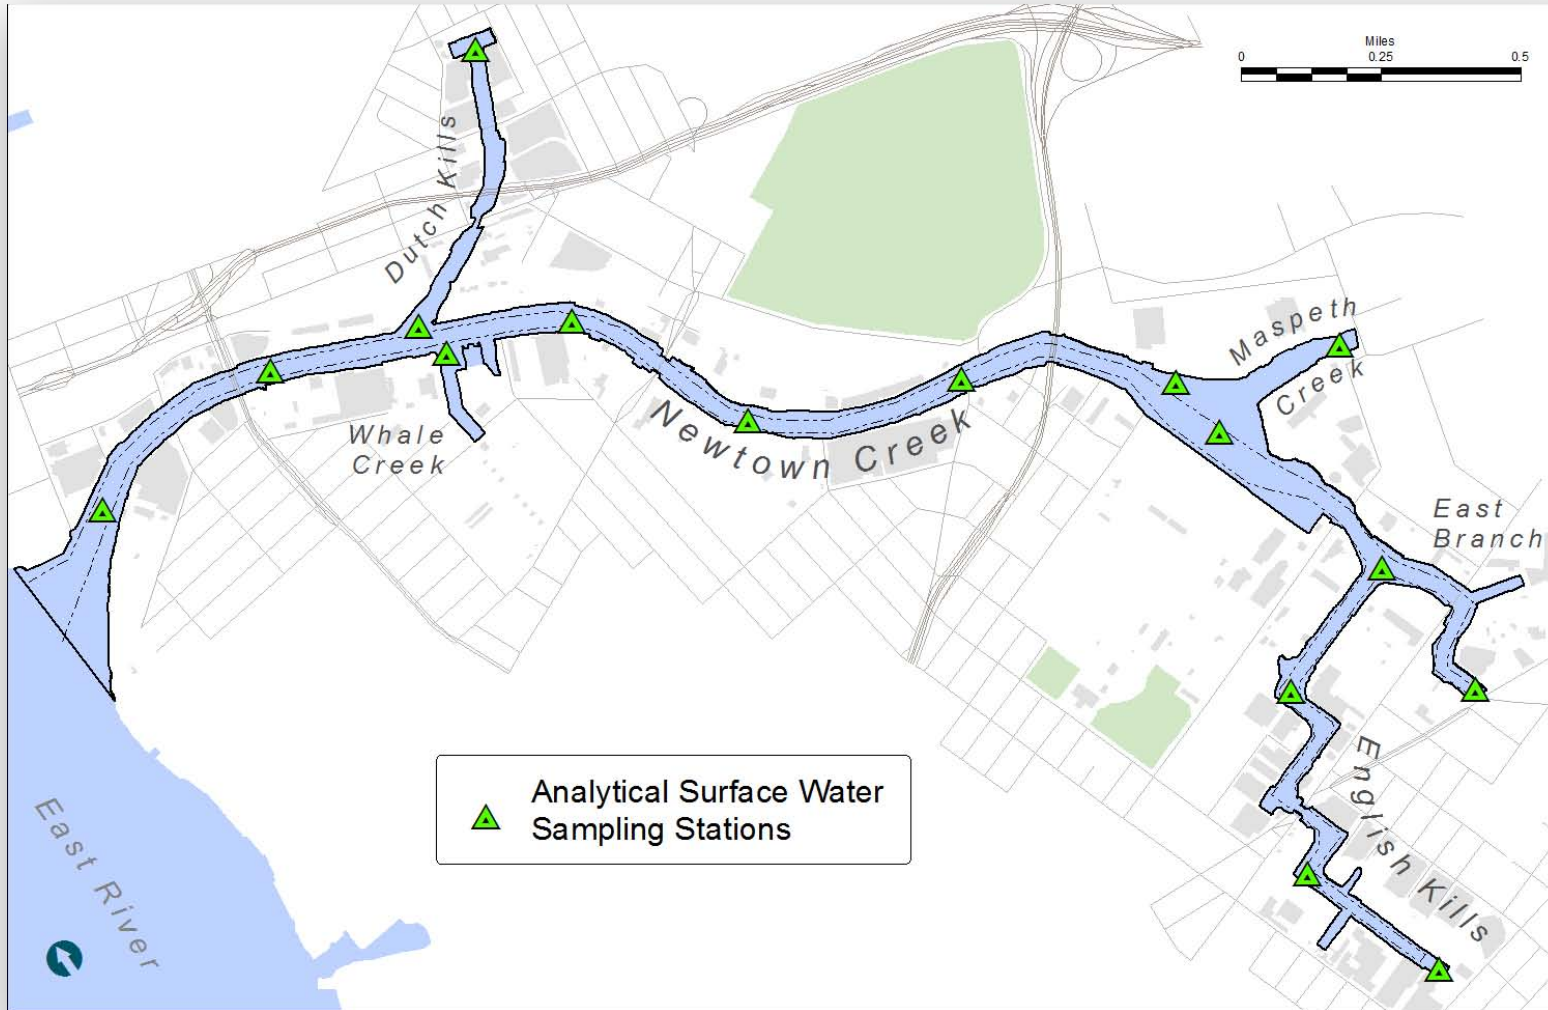 Miles
0 0.25 0.5
Dutch Kills
Maspeth
Creek
Whale
Creek
Newtown Creek
East
Branch
English Kills
East River
Analytical Surface Water
Sampling Stations